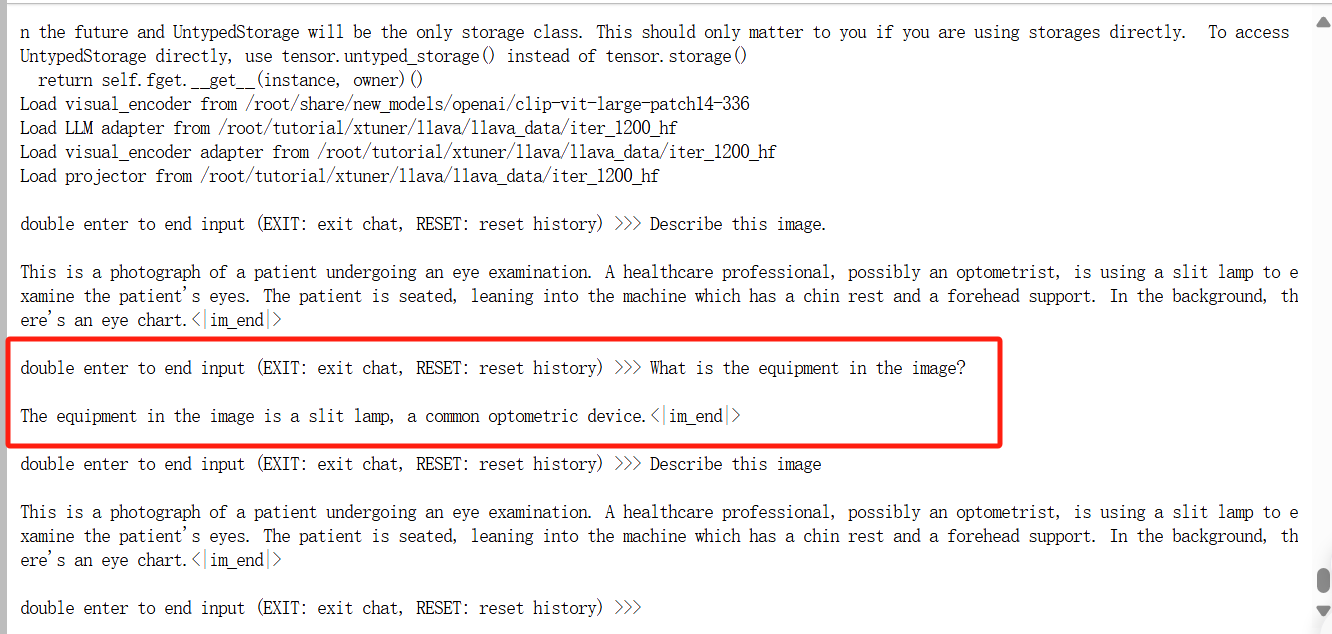 n the future and UntypedStorage will be the only storage class. This should only matter to you if you are using storages directly.  To access
UntypedStorage directly, use tensor.untyped_storage() instead of tensor.storage()
  return self.fget.__get__(instance, owner)()
Load visual_encoder from /root/share/new_models/openai/clip-vit-large-patch14-336
Load LLM adapter from /root/tutorial/xtuner/llava/llava_data/iter_1200_hf
Load visual_encoder adapter from /root/tutorial/xtuner/llava/llava_data/iter_1200_hf
Load projector from /root/tutorial/xtuner/llava/llava_data/iter_1200_hf
double enter to end input (EXIT: exit chat, RESET: reset history) >>> Describe this image.
This is a photograph of a patient undergoing an eye examination. A healthcare professional, possibly an optometrist, is using a slit lamp to e
xamine the patient's eyes. The patient is seated, leaning into the machine which has a chin rest and a forehead support. In the background, th
ere's an eye chart.<|im_end|>
double enter to end input (EXIT: exit chat, RESET: reset history) >>> What is the equipment in the image?
The equipment in the image is a slit lamp, a common optometric device.<|im_end|>
double enter to end input (EXIT: exit chat, RESET: reset history) >>> Describe this image
This is a photograph of a patient undergoing an eye examination. A healthcare professional, possibly an optometrist, is using a slit lamp to e
xamine the patient's eyes. The patient is seated, leaning into the machine which has a chin rest and a forehead support. In the background, th
ere's an eye chart.<|im_end|>
double enter to end input (EXIT: exit chat, RESET: reset history) >>>